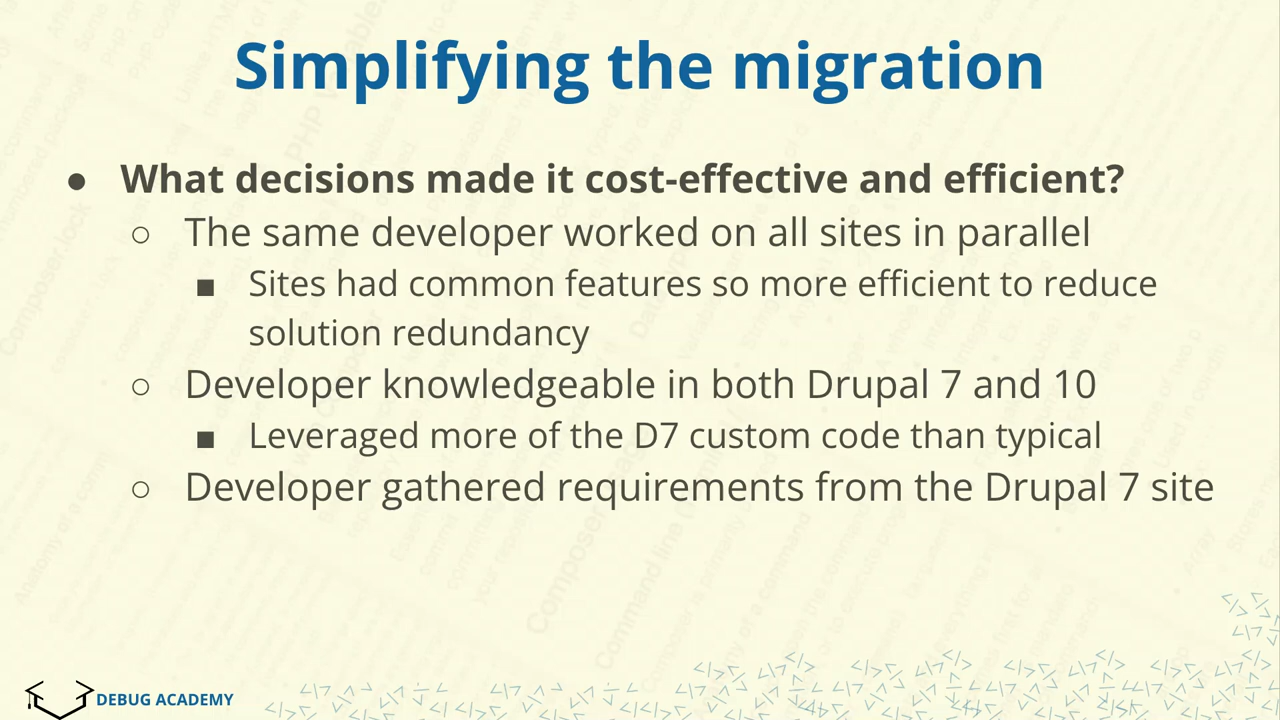 Simplifying the migration
● What decisions made it cost-effective and efficient?
○ The same developer worked on all sites in parallel
■ Sites had common features so more efficient to reduce
solution redundancy
○ Developer knowledgeable in both Drupal 7 and 10
■ Leveraged more of the D7 custom code than typical
○ Developer gathered requirements from the Drupal 7 site
DEBUG ACADEMY